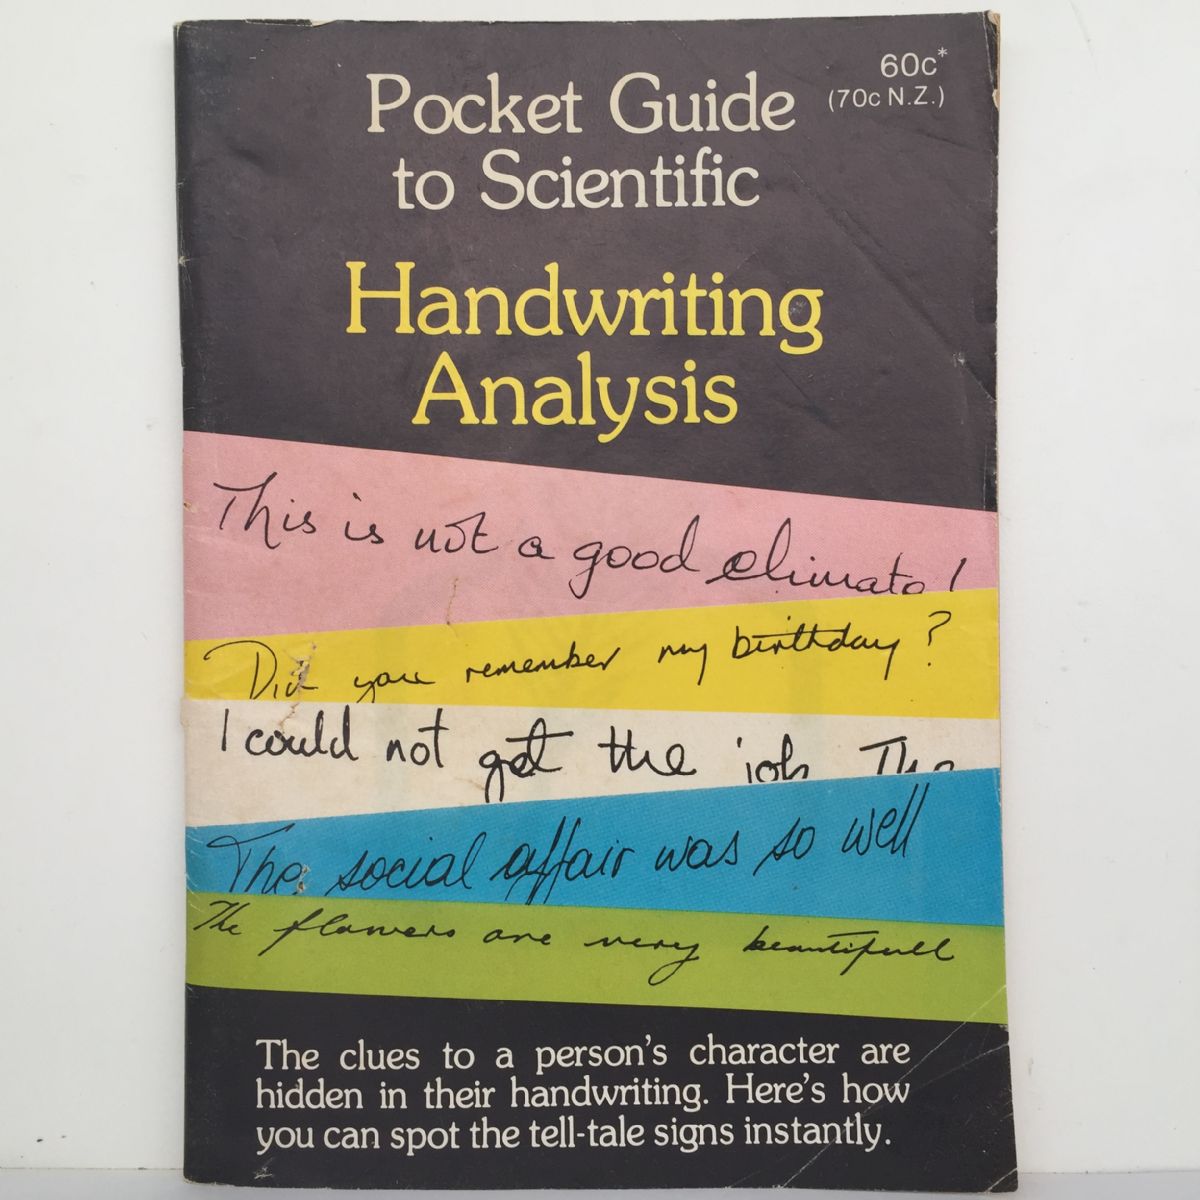 60c*
(70c N.Z.)
Pocket Guide
to Scientific
Handwriting
Analysis
This is not a good climate!
Did you remember my birthday?
I could not get the job The
The social affair was so well
The flowers are very beautifull
The clues to a person's character are
hidden in their handwriting. Here's how
you can spot the tell-tale signs instantly.